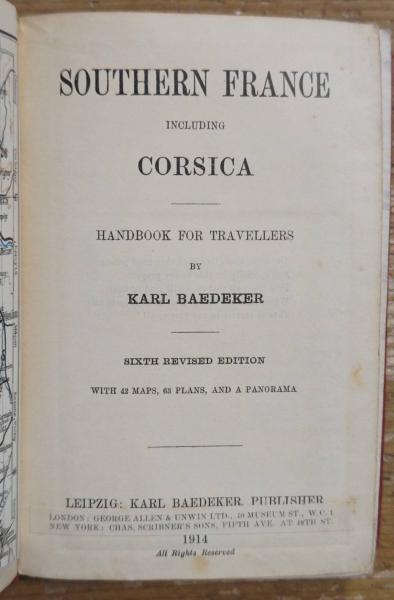 SOUTHERN FRANCE
INCLUDING
CORSICA
HANDBOOK FOR TRAVELLERS
BY
KARL BAEDEKER
SIXTH REVISED EDITION
WITH 42 MAPS, 63 PLANS, AND A PANORAMA
LEIPZIG: KARL BAEDEKER, PUBLISHER
LONDON: GEORGE ALLEN & UNWIN LTD., 40 MUSEUM ST., W.C. 1
NEW YORK: CHAS. SCRIBNER'S SONS, FIFTH AVE. AT 48TH ST.
1914
All Rights Reserved